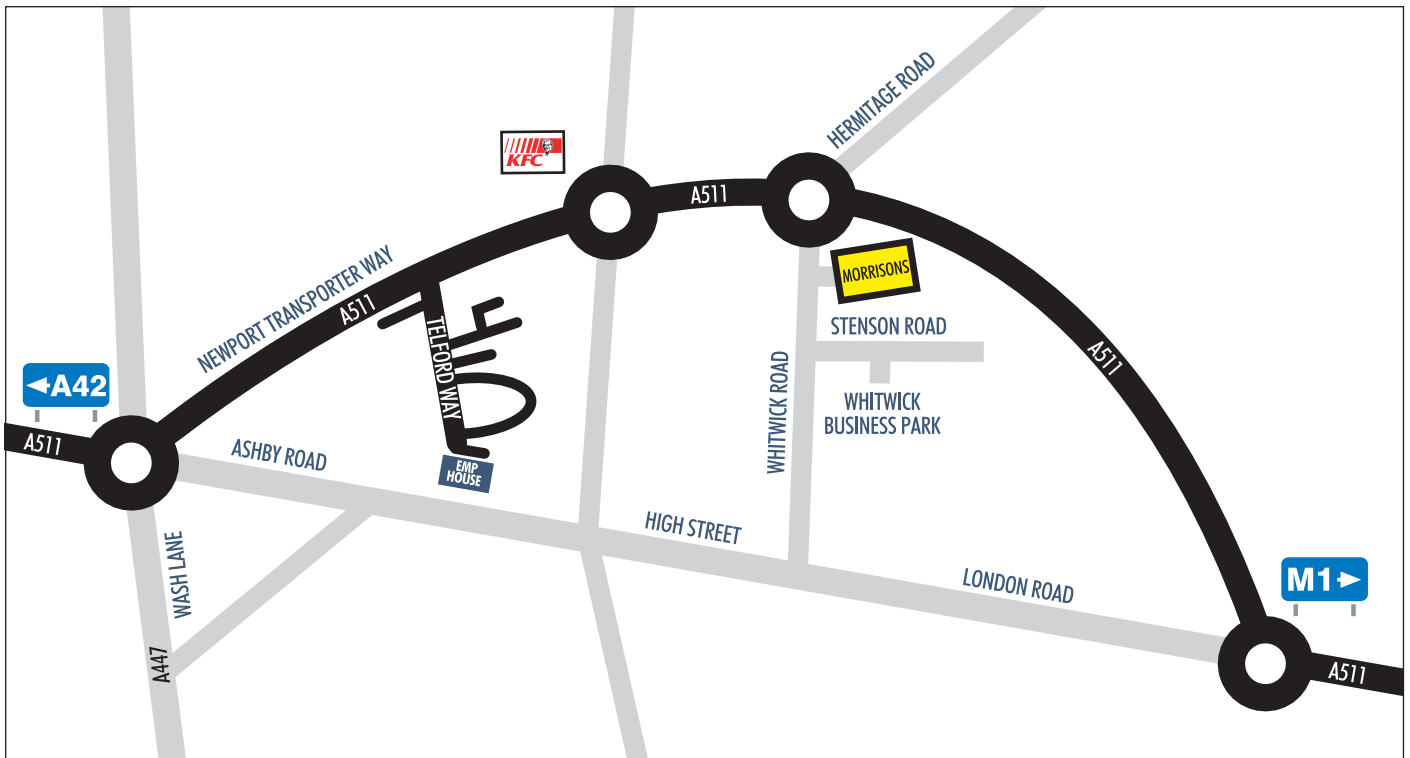 HERMITAGE ROAD
KFC
A511
MORRISONS
NEWPORT TRANSPORTER WAY
A511
TELFORD WAY
STENSON ROAD
A511
WHITWICK ROAD
WHITWICK
BUSINESS PARK
A42
A511
ASHBY ROAD
EMP
HOUSE
HIGH STREET
WASH LANE
LONDON ROAD
M1
A447
A511